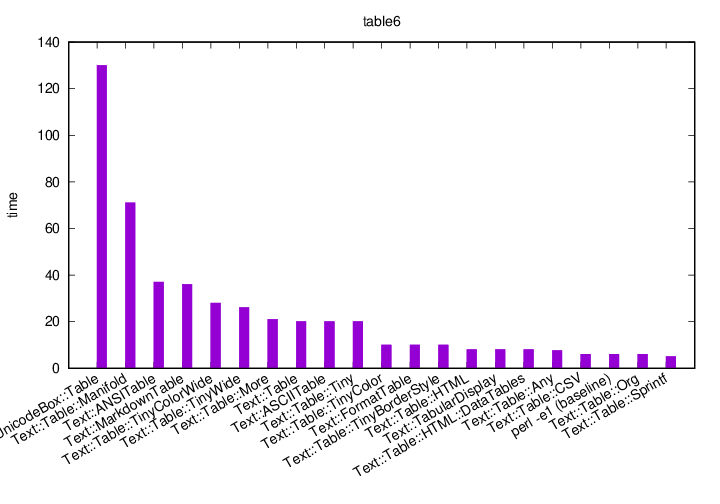 table6
140
120
100
80
60
40
20
0
time
UnicodeBox::Table
Text::Table::Manifold
Text::ANSITable
Text::MarkdownTable
Text::Table::TinyColorWide
Text::Table::TinyWide
Text::Table::More
Text::Table
Text::ASCIITable
Text::Table::Tiny
Text::Table::TinyColor
Text::FormatTable
Text::Table::TinyBorderStyle
Text::Table::HTML
Text::TabularDisplay
Text::Table::HTML::DataTables
Text::Table::Any
Text::Table::CSV
perl -e1 (baseline)
Text::Table::Org
Text::Table::Sprintf